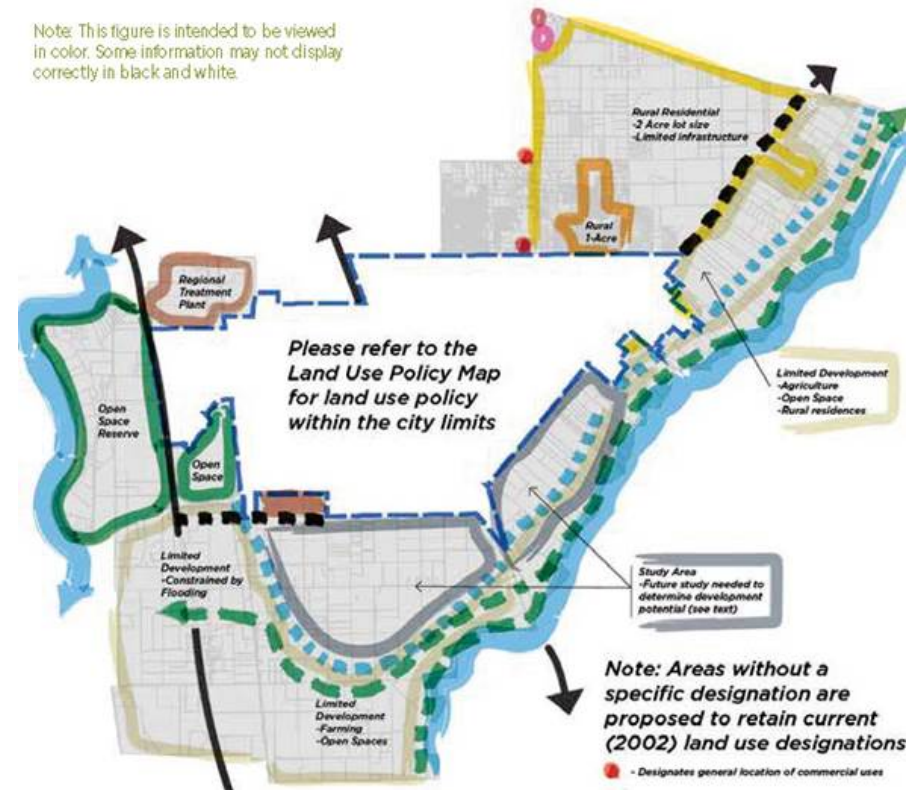 Note: This figure is intended to be viewed
in color. Some information may not display
correctly in black and white.
Rural Residential
-2 Acre lot size
-Limited infrastructure
Rural
1-Acre
Regional
Treatment
Plant
Please refer to the
Land Use Policy Map
for land use policy
within the city limits
Open
Space
Reserve
Limited Development
-Agriculture
-Open Space
-Rural residences
Open
Space
Limited
Development
-Constrained by
Flooding
Study Area
-Future study needed to
determine development
potential (see text)
Limited
Development
-Farming
-Open Spaces
Note: Areas without a
specific designation are
proposed to retain current
(2002) land use designations
- Designates general location of commercial uses